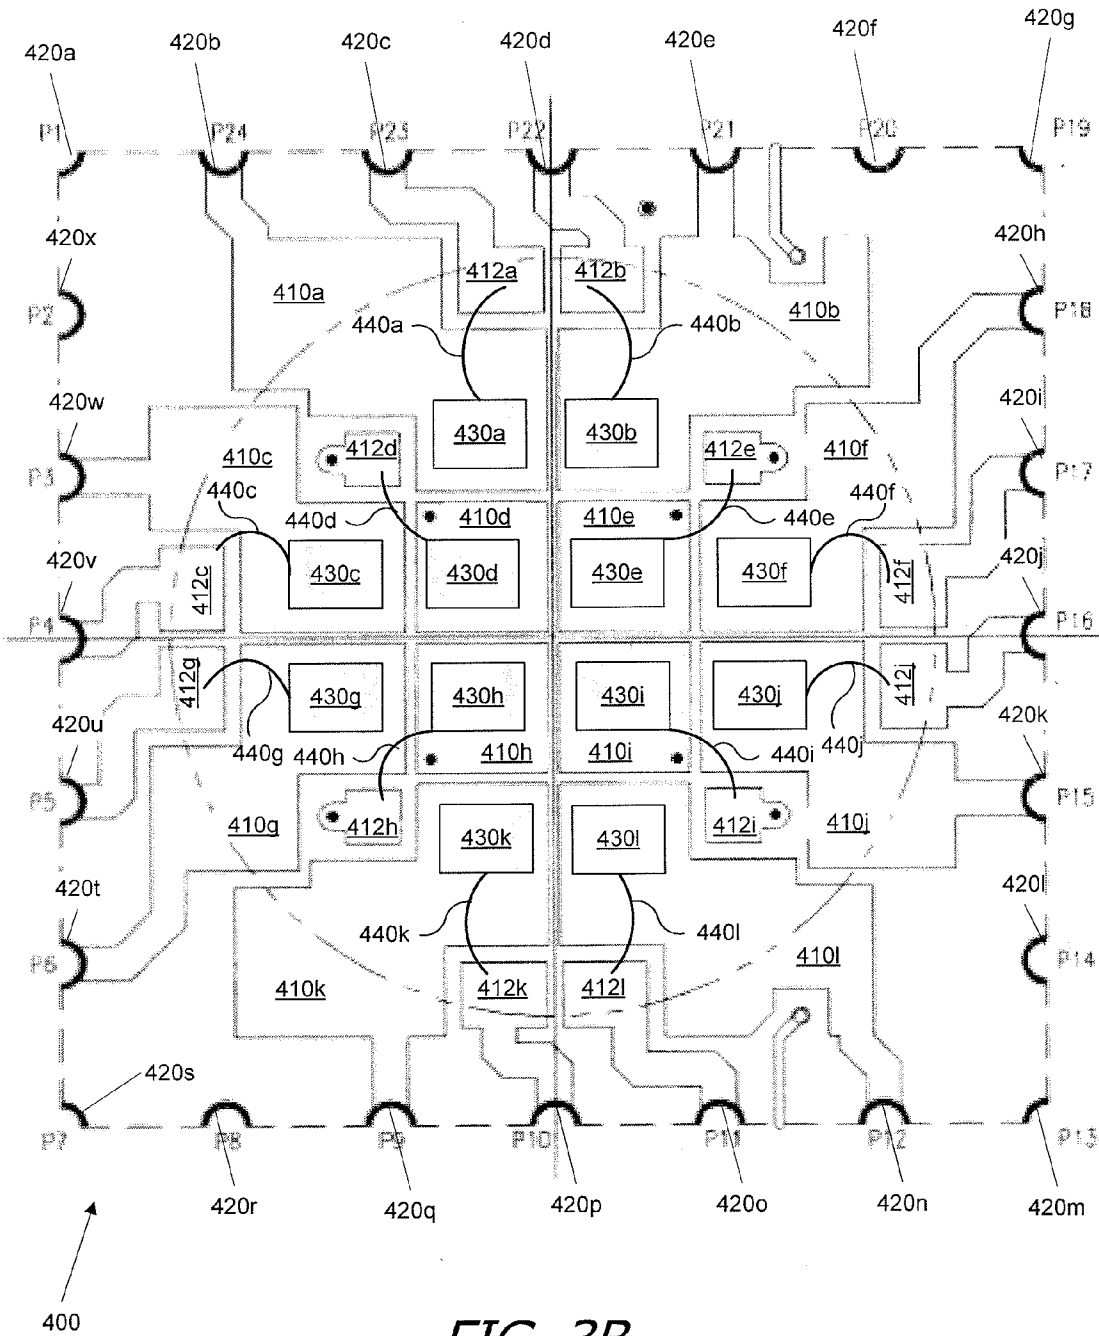 420a 420b 420c 420d 420e 420f 420g
P1 P24 P23 P22 P21 P20 P19
420x 420h
412a 412b
410a 410b
P2 P18
440a 440b
420w 420i
430a 430b
412d 412e
410c 410f
P3 P17
440c 440f
440d 410d 410e 440e
420v 420j
430c 430d 430e 430f
412c 412f
P4 P16
412g 412j
430g 430h 430i 430j
420u 420k
440g 440h 410h 410i 440i 440j
P5 P15
410g 412h 412i 410j
430k 430l
420t 420l
440k 440l
P6 P14
410k 412k 412l 410l
420s
P7 P8 P9 P10 P11 P12 P13
420r 420q 420p 420o 420n 420m
400
FIG. 3B